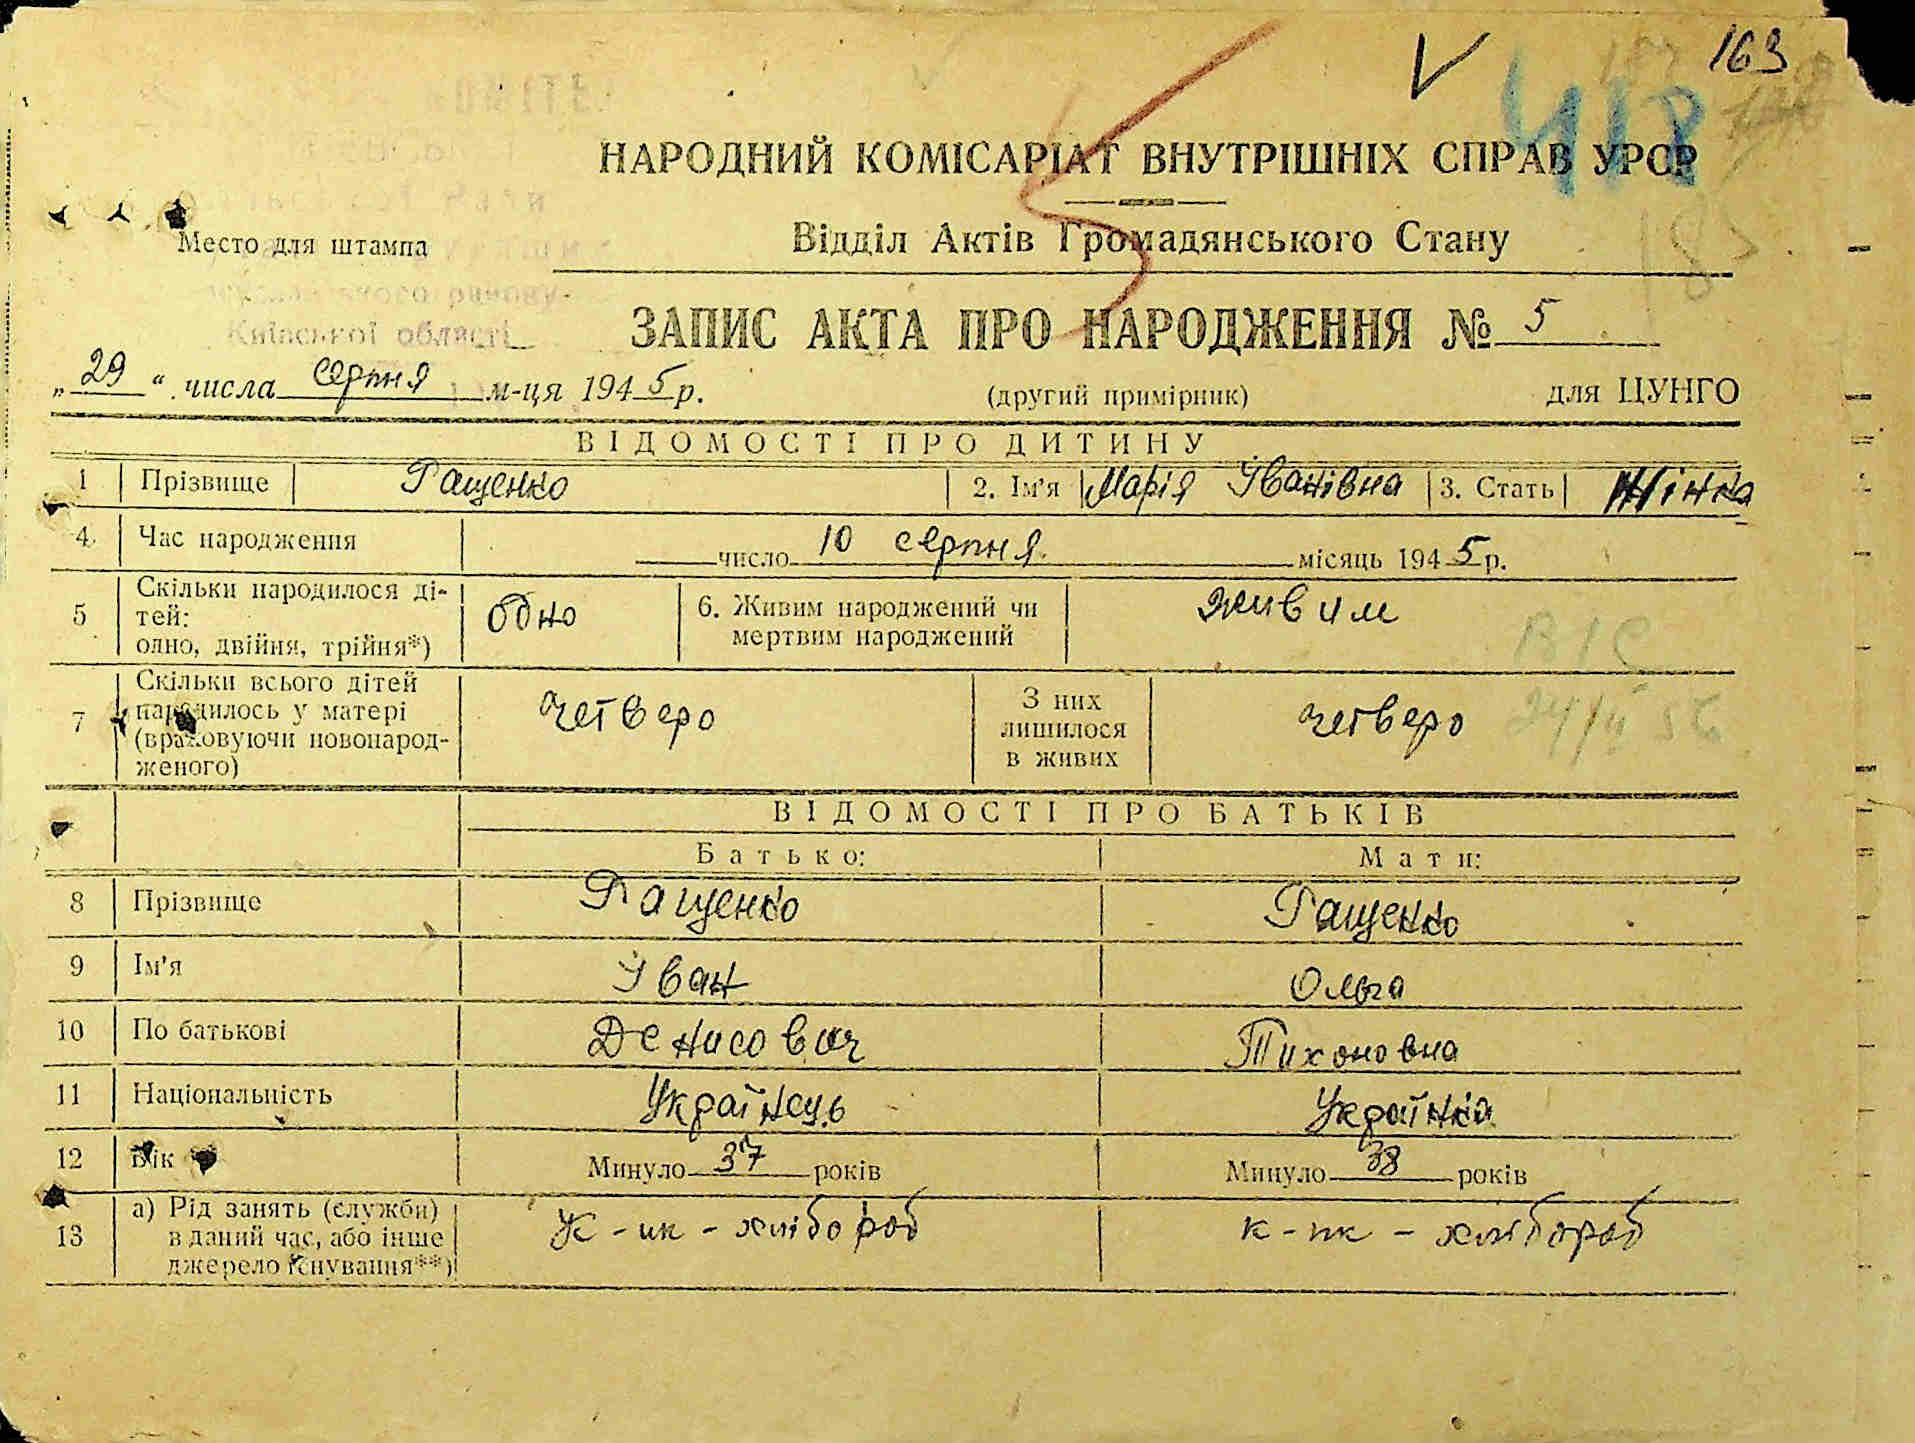 163
418
НАРОДНИЙ КОМІСАРІАТ ВНУТРІШНІХ СПРАВ УРСР
Место для штампа
Відділ Актів Громадянського Стану
Київської області
ЗАПИС АКТА ПРО НАРОДЖЕННЯ № 5
„29“ числа серпня м-ця 1945 р. (другий примірник) для ЦУНГО
ВІДОМОСТІ ПРО ДИТИНУ
1 Прізвище Гащенко 2. Ім'я Марія Іванівна 3. Стать Жінка
4 Час народження число 10 серпня місяць 1945 р.
5 Скільки народилося ді-
тей:
одно, двійня, трійня*) одно 6. Живим народжений чи
мертвим народжений живим
В/С
7 Скільки всього дітей
народилось у матері
(враховуючи новонарод-
женого) четверо З них
лишилося
в живих четверо
ВІДОМОСТІ ПРО БАТЬКІВ
Батько: Мати:
8 Прізвище Гащенко Гащенко
9 Ім'я Іван Ольга
10 По батькові Денисович Тихоновна
11 Національність Українець Українка
12 Вік Минуло 37 років Минуло 38 років
13 а) Рід занять (служби)
в даний час, або інше
джерело існування**) К-ик-хлібороб к-пк-хлібороб